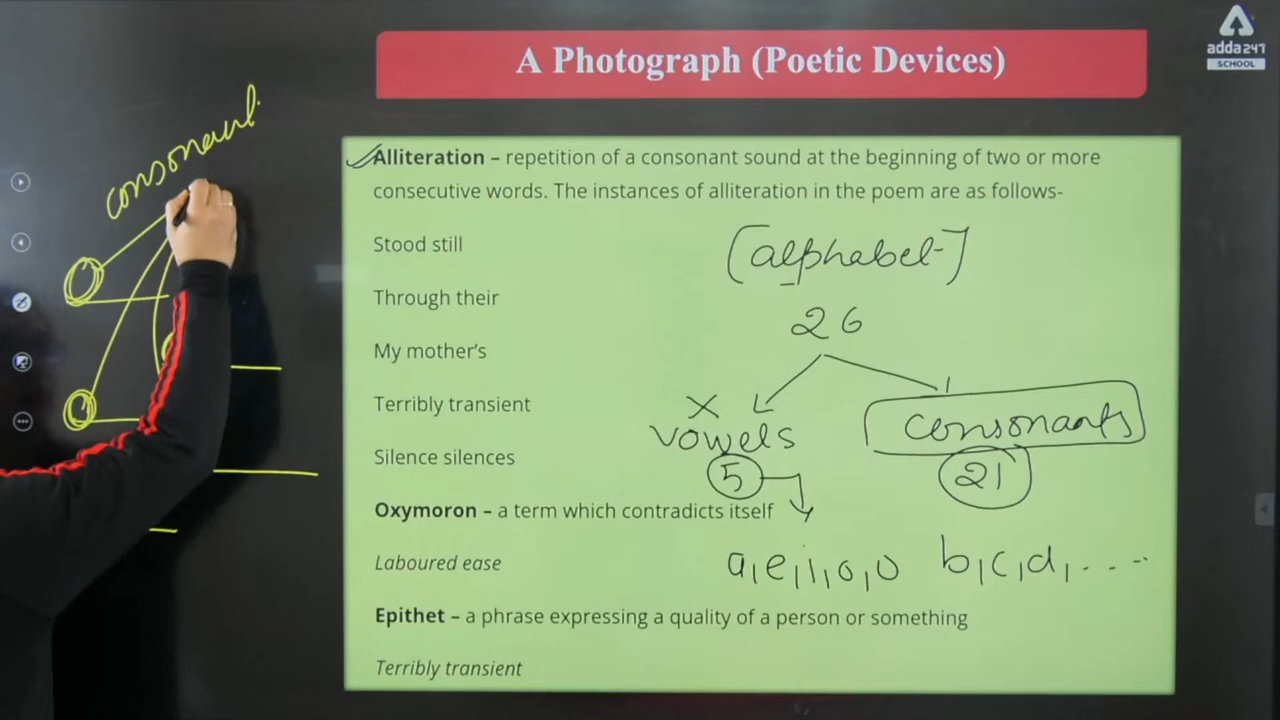 A Photograph (Poetic Devices)
adda247
SCHOOL
consonant.
Alliteration – repetition of a consonant sound at the beginning of two or more
consecutive words. The instances of alliteration in the poem are as follows-
Stood still
[alphabet]
Through their
26
My mother's
Terribly transient
X
vowels
consonants
Silence silences
5
21
Oxymoron – a term which contradicts itself
Laboured ease
a, e, i, o, u
b, c, d, . . . . .
Epithet – a phrase expressing a quality of a person or something
Terribly transient